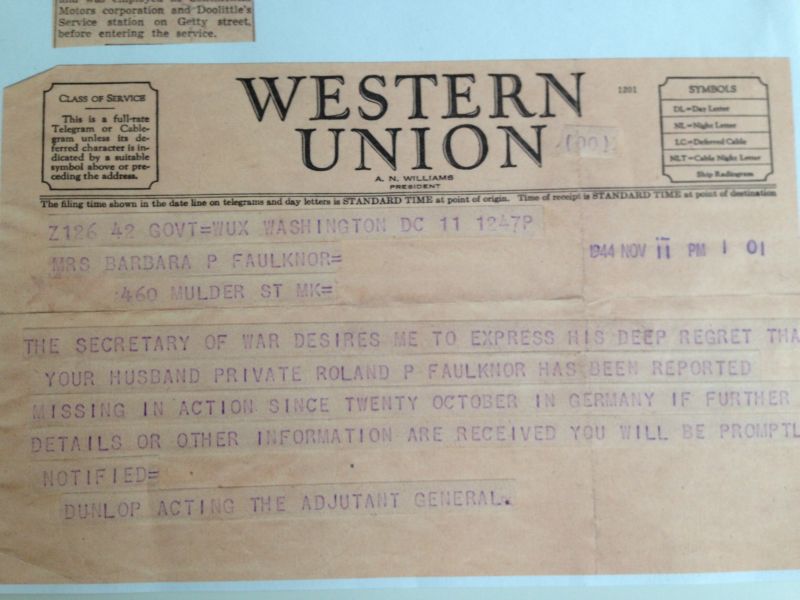 Motors corporation and Doolittle's
Service station on Getty street,
before entering the service.
CLASS OF SERVICE
This is a full-rate
Telegram or Cable-
gram unless its de-
ferred character is in-
dicated by a suitable
symbol above or pre-
ceding the address.
WESTERN
UNION
A. N. WILLIAMS
PRESIDENT
1201
(00)
SYMBOLS
DL=Day Letter
NL=Night Letter
LC=Deferred Cable
NLT=Cable Night Letter
Ship Radiogram
The filing time shown in the date line on telegrams and day letters is STANDARD TIME at point of origin. Time of receipt is STANDARD TIME at point of destination
Z126 42 GOVT=WUX WASHINGTON DC 11 1247P
MRS BARBARA P FAULKNOR=
1944 NOV 11 PM 1 01
:460 MULDER ST MK=
THE SECRETARY OF WAR DESIRES ME TO EXPRESS HIS DEEP REGRET THA
YOUR HUSBAND PRIVATE ROLAND P FAULKNOR HAS BEEN REPORTED
MISSING IN ACTION SINCE TWENTY OCTOBER IN GERMANY IF FURTHER
DETAILS OR OTHER INFORMATION ARE RECEIVED YOU WILL BE PROMPTL
NOTIFIED=
DUNLOP ACTING THE ADJUTANT GENERAL.